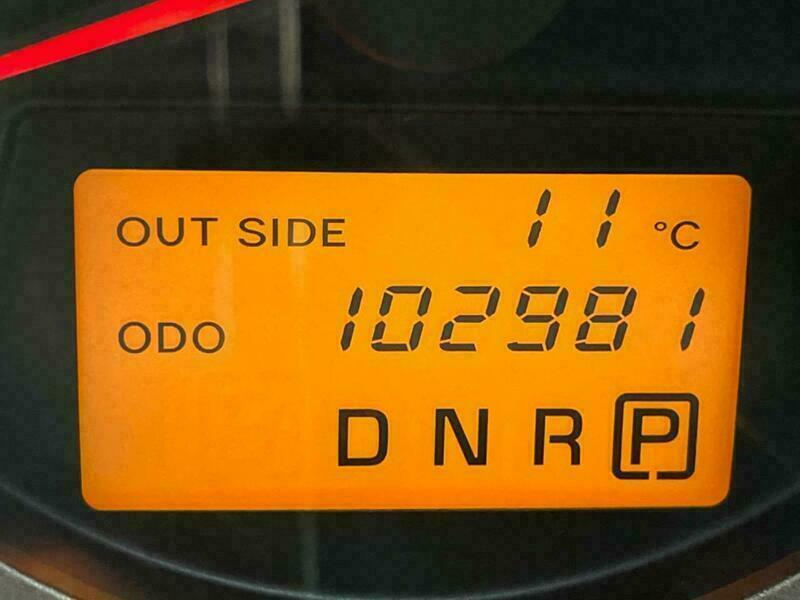 OUT SIDE 11 °C
ODO 102981
D N R P